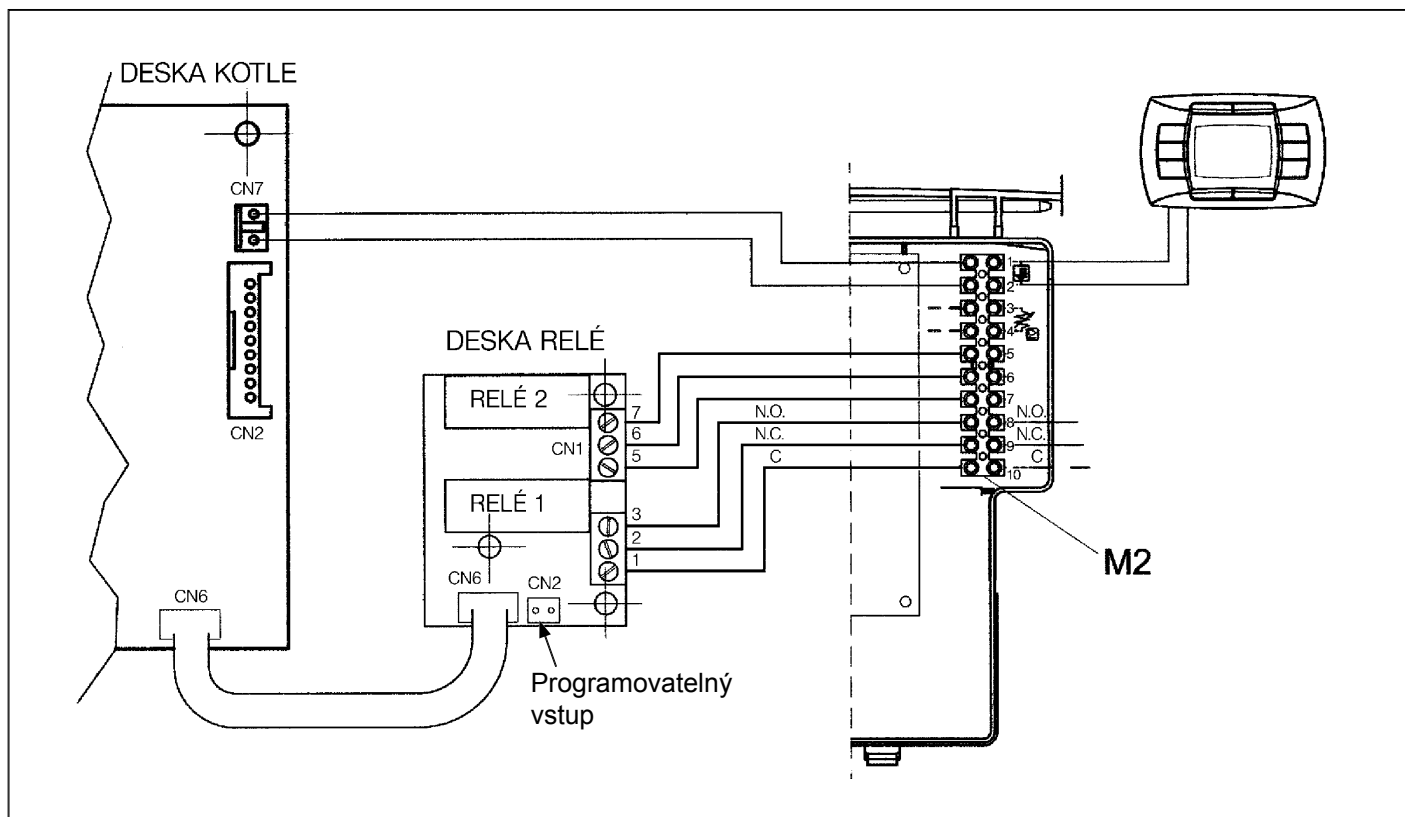 DESKA KOTLE
CN7
CN2
CN6
DESKA RELÉ
RELÉ 2
7
6
CN1
5
RELÉ 1
3
2
1
CN6
CN2
Programovatelný
vstup
N.O.
N.C.
C
1
2
3
4
5
6
7
8
9
10
N.O.
N.C.
C
M2